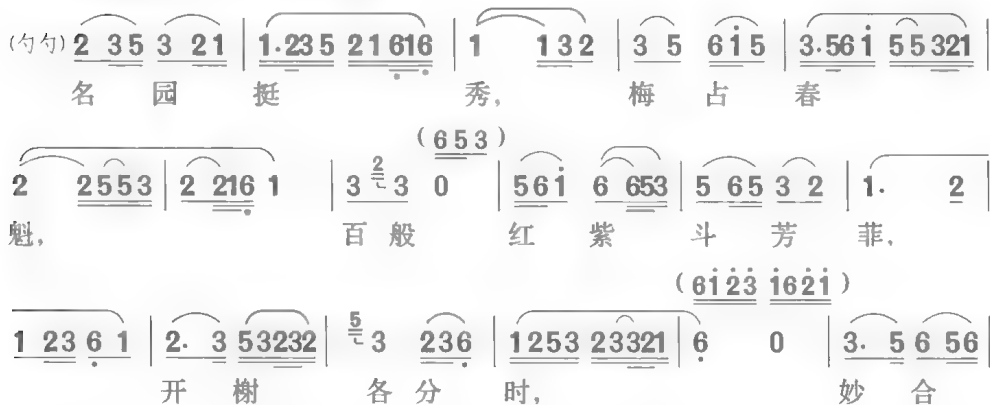 (勺勺) 2 35 3 21 | 1·235 21616 | 1 132 | 3 5 6i5 | 3·56i 55321 |
名 园 挺 秀, 梅 占 春
(653)
2 2553 | 2 216 1 | 3 2 3 0 | 56i 6 653 | 5 65 3 2 | 1. 2
魁, 百 般 红 紫 斗 芳 菲,
(6i23 i62i)
1 23 6 1 | 2. 3 53232 | 5 3 236 | 1253 23321 | 6 0 | 3. 5 6 56
开 榭 各 分 时, 妙 合